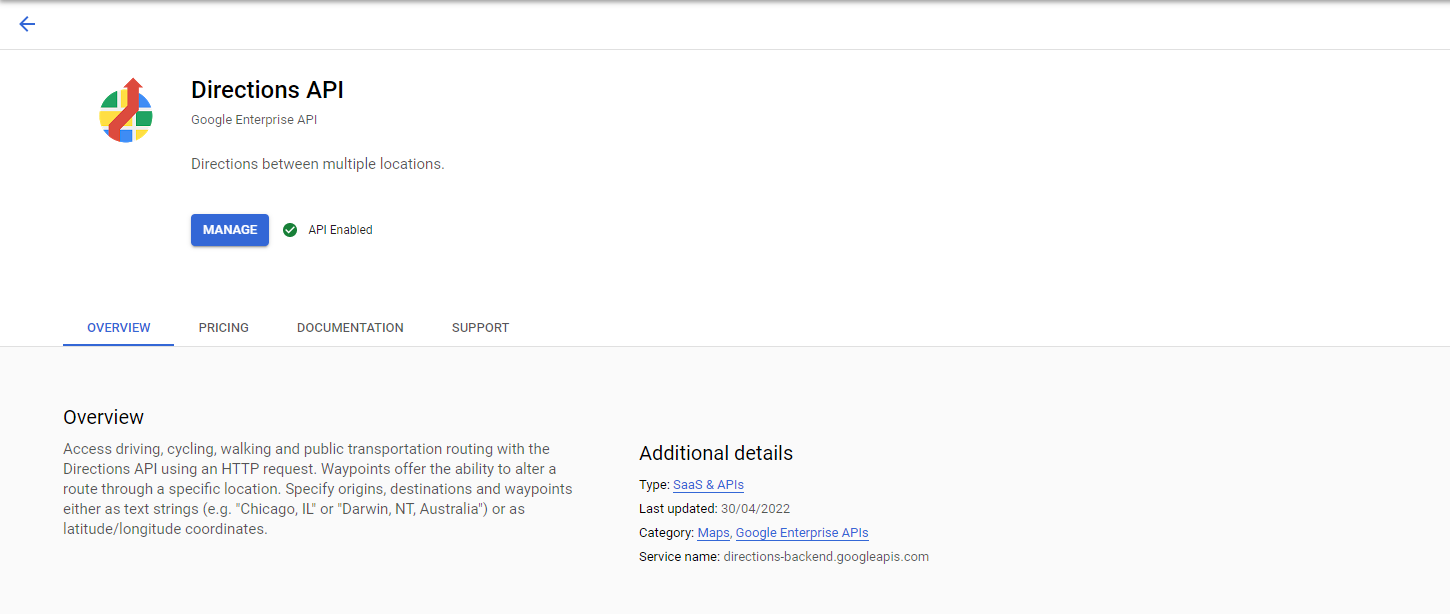 Directions API
Google Enterprise API
Directions between multiple locations.
MANAGE
API Enabled
OVERVIEW
PRICING
DOCUMENTATION
SUPPORT
Overview
Access driving, cycling, walking and public transportation routing with the
Directions API using an HTTP request. Waypoints offer the ability to alter a
route through a specific location. Specify origins, destinations and waypoints
either as text strings (e.g. "Chicago, IL" or "Darwin, NT, Australia") or as
latitude/longitude coordinates.
Additional details
Type: SaaS & APIs
Last updated: 30/04/2022
Category: Maps, Google Enterprise APIs
Service name: directions-backend.googleapis.com